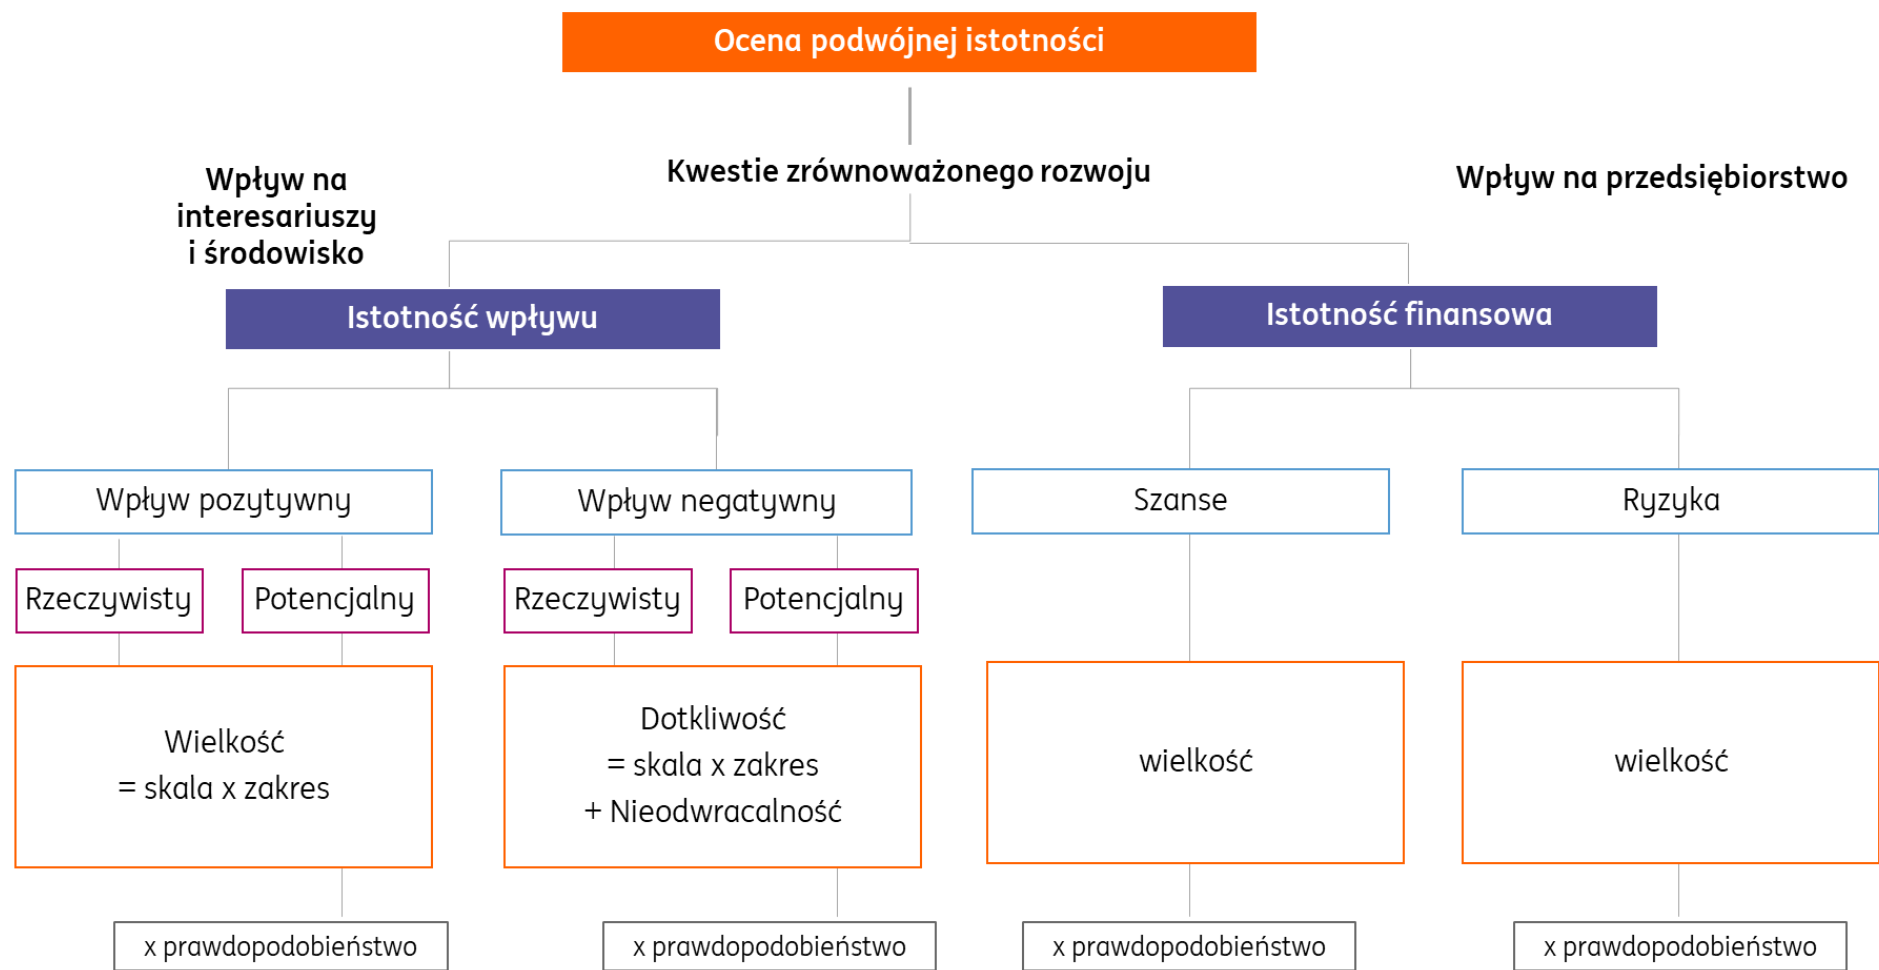 Ocena podwójnej istotności
Wpływ na
interesariuszy
i środowisko
Kwestie zrównoważonego rozwoju
Wpływ na przedsiębiorstwo
Istotność wpływu
Istotność finansowa
Wpływ pozytywny
Wpływ negatywny
Szanse
Ryzyka
Rzeczywisty
Potencjalny
Rzeczywisty
Potencjalny
Wielkość
= skala x zakres
Dotkliwość
= skala x zakres
+ Nieodwracalność
wielkość
wielkość
x prawdopodobieństwo
x prawdopodobieństwo
x prawdopodobieństwo
x prawdopodobieństwo